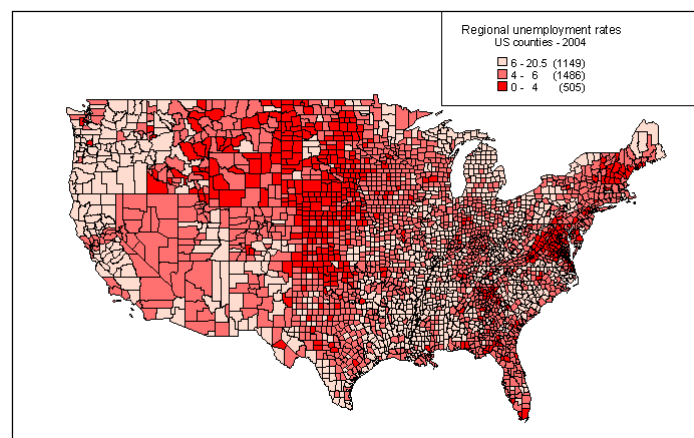 Regional unemployment rates
US counties - 2004
6 - 20.5 (1149)
4 - 6 (1486)
0 - 4 (505)